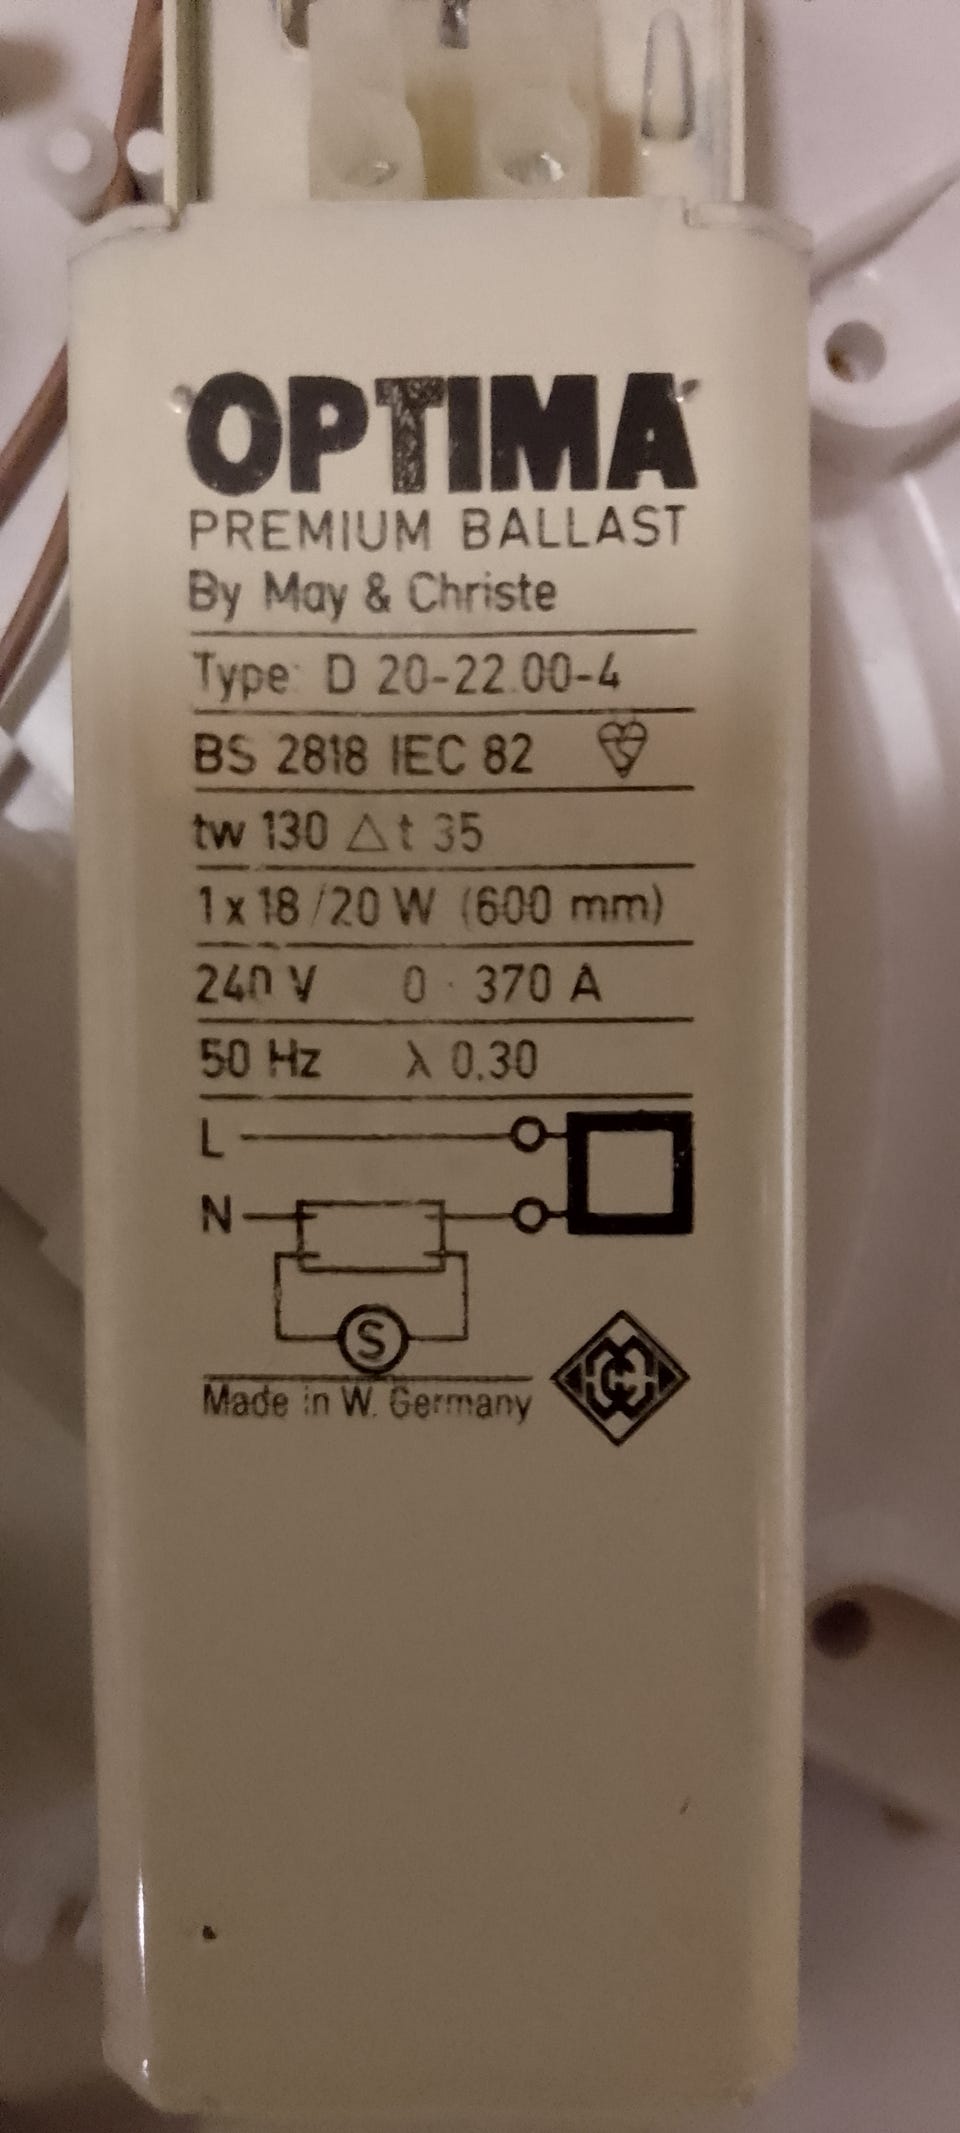 OPTIMA
PREMIUM BALLAST
By May & Christe
Type: D 20-22.00-4
BS 2818 IEC 82
tw 130 △t 35
1 x 18/20 W (600 mm)
240 V 0·370 A
50 Hz λ 0.30
L
N
S
Made in W. Germany